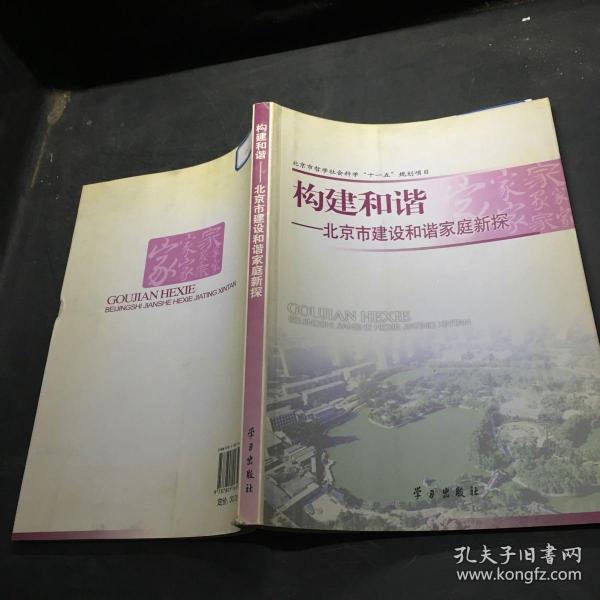 北京市哲学社会科学“十一五”规划项目
构建和谐
——北京市建设和谐家庭新探
GOUJIAN HEXIE
BEIJINGSHI JIANSHE HEXIE JIATING XINTAN
学习出版社
构建和谐——北京市建设和谐家庭新探
学习出版社
家
家
GOUJIAN HEXIE
BEIJINGSHI JIANSHE HEXIE JIATING XINTAN
定价:
孔夫子旧书网
www.kongfz.com